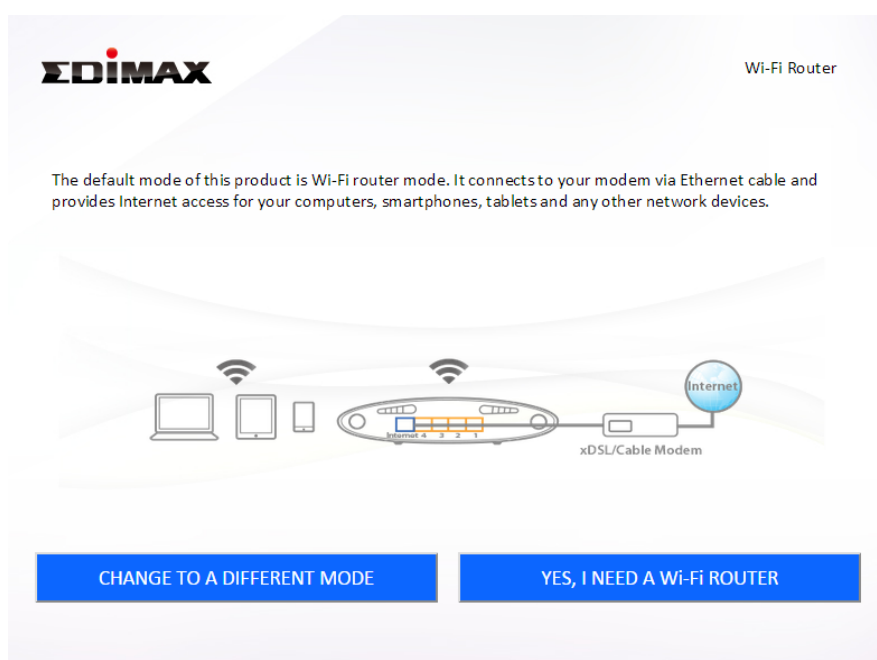 EDIMAX
Wi-Fi Router
The default mode of this product is Wi-Fi router mode. It connects to your modem via Ethernet cable and
provides Internet access for your computers, smartphones, tablets and any other network devices.
Internet
Internet 4 3 2 1
xDSL/Cable Modem
CHANGE TO A DIFFERENT MODE
YES, I NEED A Wi-Fi ROUTER